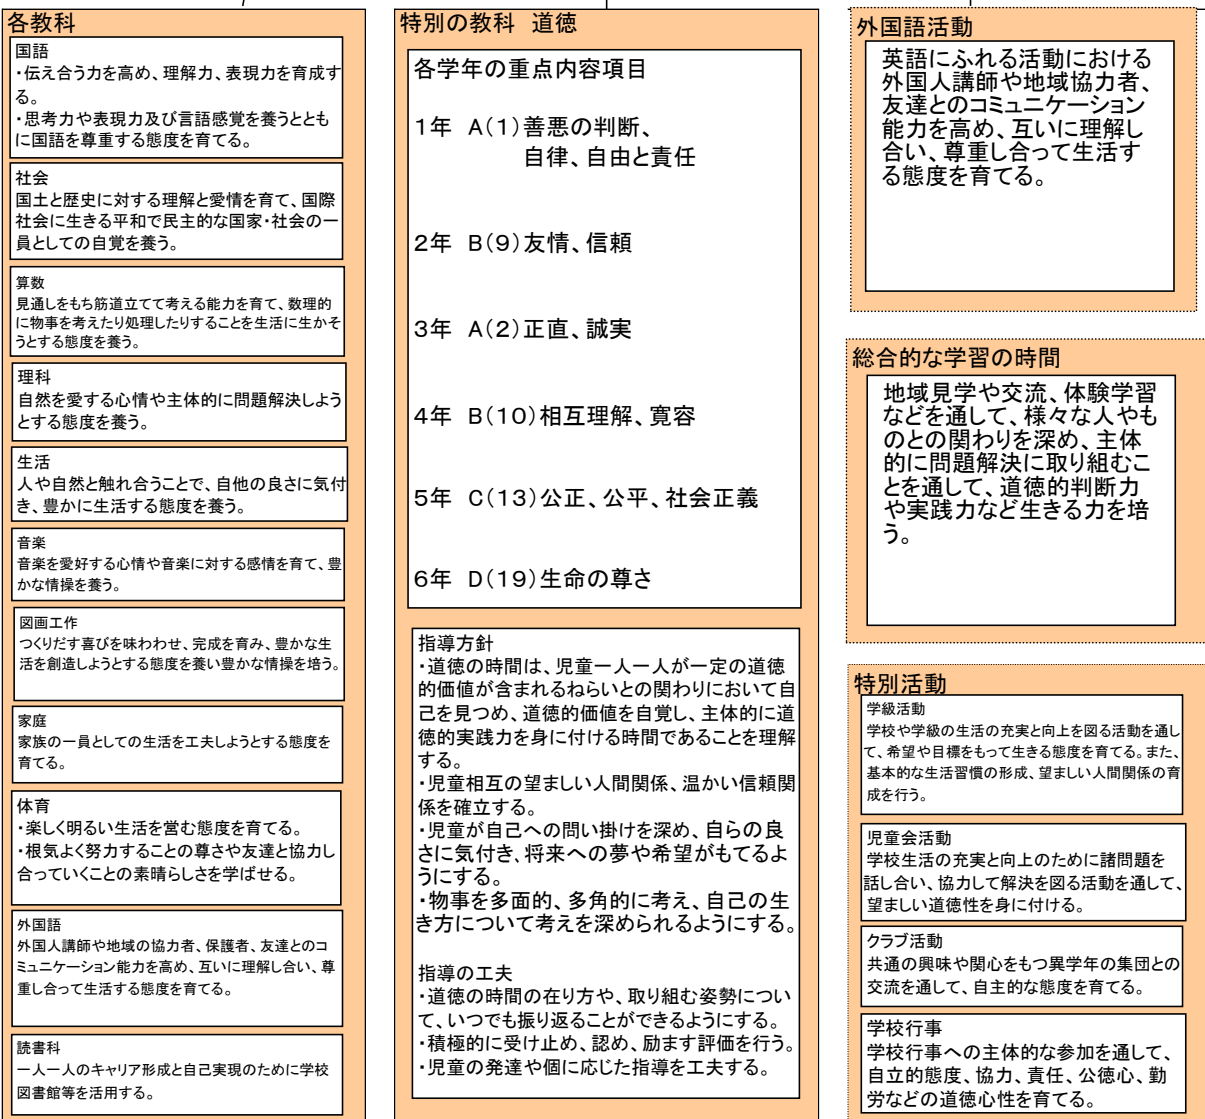 各教科
国語
・伝え合う力を高め、理解力、表現力を育成す
る。
・思考力や表現力及び言語感覚を養うととも
に国語を尊重する態度を育てる。
社会
国土と歴史に対する理解と愛情を育て、国際
社会に生きる平和で民主的な国家・社会の一
員としての自覚を養う。
算数
見通しをもち筋道立てて考える能力を育て、数理的
に物事を考えたり処理したりすることを生活に生かそ
うとする態度を養う。
理科
自然を愛する心情や主体的に問題解決しよう
とする態度を養う。
生活
人や自然と触れ合うことで、自他の良さに気付
き、豊かに生活する態度を養う。
音楽
音楽を愛好する心情や音楽に対する感情を育て、豊
かな情操を養う。
図画工作
つくりだす喜びを味わわせ、完成を育み、豊かな生
活を創造しようとする態度を養い豊かな情操を培う。
家庭
家族の一員としての生活を工夫しようとする態度を
育てる。
体育
・楽しく明るい生活を営む態度を育てる。
・根気よく努力することの尊さや友達と協力し
合っていくことの素晴らしさを学ばせる。
外国語
外国人講師や地域の協力者、保護者、友達とのコ
ミュニケーション能力を高め、互いに理解し合い、尊
重し合って生活する態度を育てる。
読書科
一人一人のキャリア形成と自己実現のために学校
図書館等を活用する。
特別の教科 道徳
各学年の重点内容項目
1年 A(1)善悪の判断、
自律、自由と責任
2年 B(9)友情、信頼
3年 A(2)正直、誠実
4年 B(10)相互理解、寛容
5年 C(13)公正、公平、社会正義
6年 D(19)生命の尊さ
指導方針
・道徳の時間は、児童一人一人が一定の道徳
的価値が含まれるねらいとの関わりにおいて自
己を見つめ、道徳的価値を自覚し、主体的に道
徳的実践力を身に付ける時間であることを理解
する。
・児童相互の望ましい人間関係、温かい信頼関
係を確立する。
・児童が自己への問い掛けを深め、自らの良
さに気付き、将来への夢や希望がもてるよ
うにする。
・物事を多面的、多角的に考え、自己の生
き方について考えを深められるようにする。
指導の工夫
・道徳の時間の在り方や、取り組む姿勢につい
て、いつでも振り返ることができるようにする。
・積極的に受け止め、認め、励ます評価を行う。
・児童の発達や個に応じた指導を工夫する。
外国語活動
英語にふれる活動における
外国人講師や地域協力者、
友達とのコミュニケーション
能力を高め、互いに理解し
合い、尊重し合って生活す
る態度を育てる。
総合的な学習の時間
地域見学や交流、体験学習
などを通して、様々な人やも
のとの関わりを深め、主体
的に問題解決に取り組むこ
とを通して、道徳的判断力
や実践力など生きる力を培
う。
特別活動
学級活動
学校や学級の生活の充実と向上を図る活動を通し
て、希望や目標をもって生きる態度を育てる。また、
基本的な生活習慣の形成、望ましい人間関係の育
成を行う。
児童会活動
学校生活の充実と向上のために諸問題を
話し合い、協力して解決を図る活動を通して、
望ましい道徳性を身に付ける。
クラブ活動
共通の興味や関心をもつ異学年の集団との
交流を通して、自主的な態度を育てる。
学校行事
学校行事への主体的な参加を通して、
自立的態度、協力、責任、公徳心、勤
労などの道徳心性を育てる。